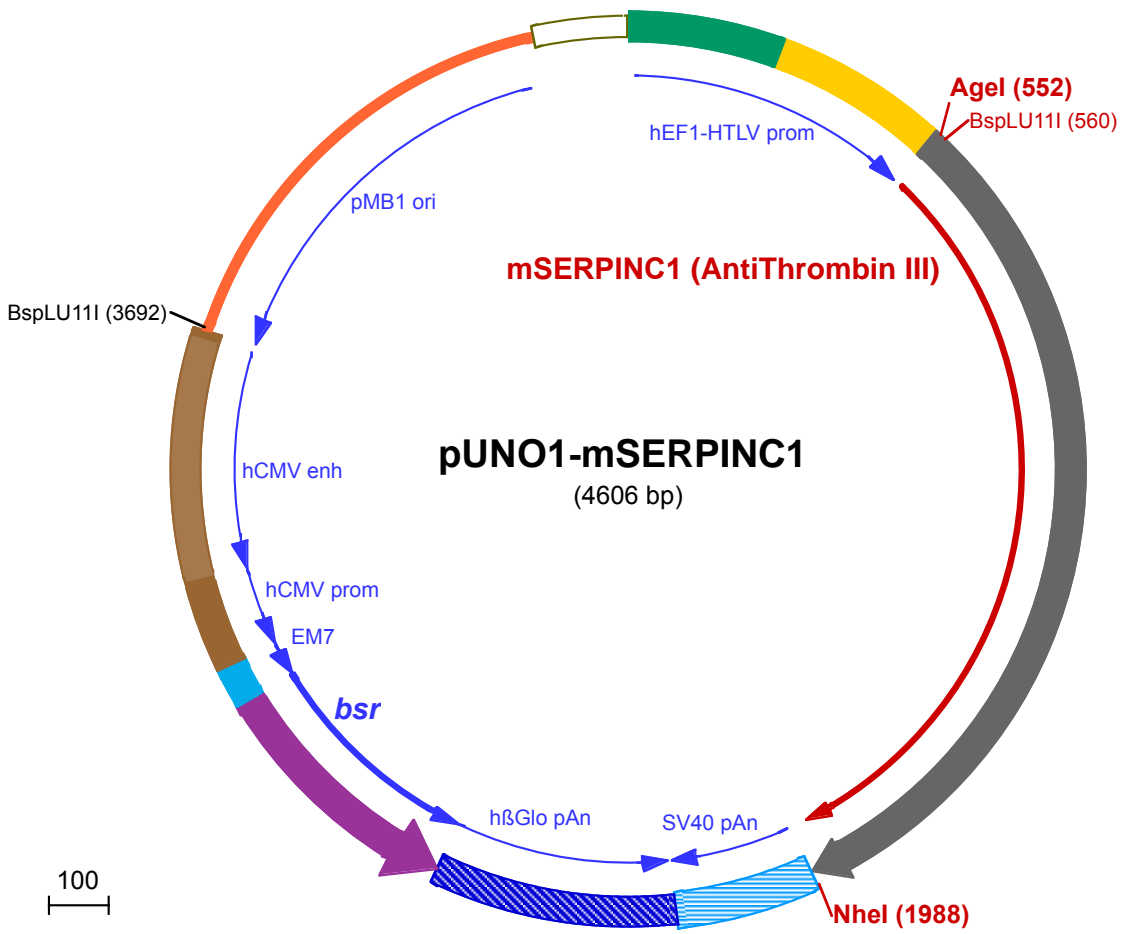 AgeI (552)
BspLU11I (560)
hEF1-HTLV prom
pMB1 ori
mSERPINC1 (AntiThrombin III)
BspLU11I (3692)
pUNO1-mSERPINC1
(4606 bp)
hCMV enh
hCMV prom
EM7
bsr
hßGlo pAn
SV40 pAn
100
NheI (1988)